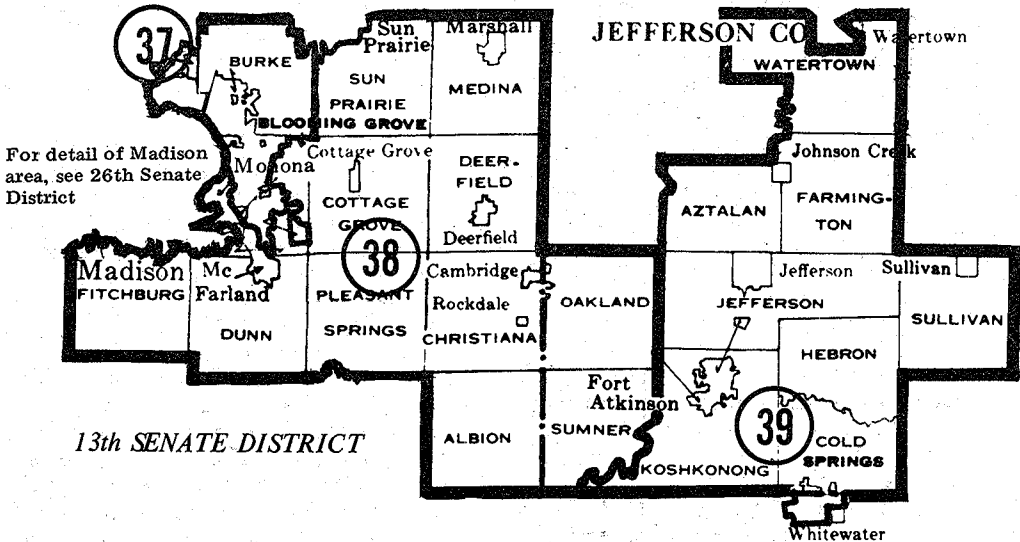 37
Sun
Prairie
Marshall
JEFFERSON CO
Watertown
BURKE
WATERTOWN
SUN
PRAIRIE
MEDINA
BLOOMING GROVE
For detail of Madison
area, see 26th Senate
District
Monona
Cottage Grove
DEER-
FIELD
Johnson Creek
COTTAGE
GROVE
AZTALAN
FARMING-
TON
Deerfield
38
Madison
FITCHBURG
Mc
Farland
PLEASANT
SPRINGS
Cambridge
Rockdale
CHRISTIANA
OAKLAND
Jefferson
JEFFERSON
Sullivan
SULLIVAN
DUNN
HEBRON
Fort
Atkinson
13th SENATE DISTRICT
ALBION
SUMNER
39
KOSHKONONG
COLD
SPRINGS
Whitewater